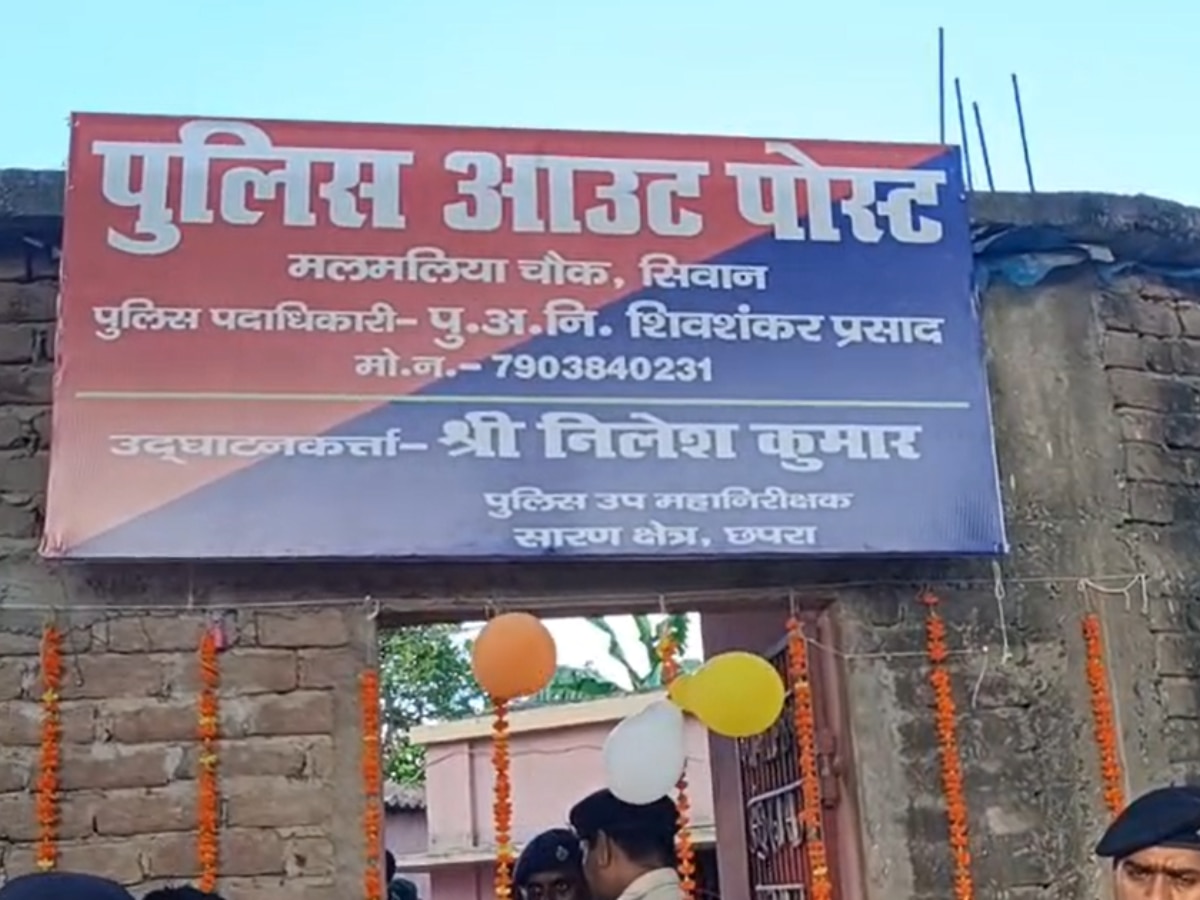 पुलिस आउट पोस्ट
मलमलिया चौक, सिवान
पुलिस पदाधिकारी– पु.अ.नि. शिवशंकर प्रसाद
मो.न.– 7903840231
उद्‌घाटनकर्त्ता– श्री निलेश कुमार
पुलिस उप महानिरीक्षक
सारण क्षेत्र, छपरा